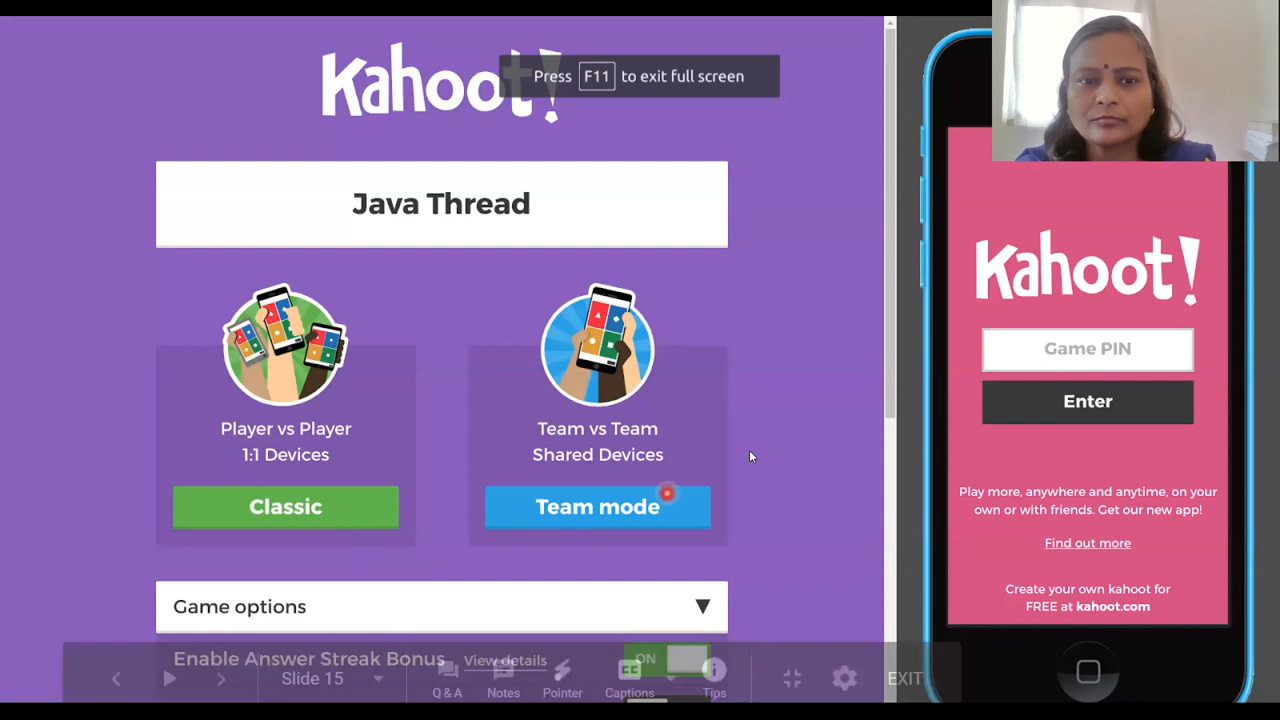 Kahoot!
Press F11 to exit full screen
Java Thread
Player vs Player
1:1 Devices
Classic
Team vs Team
Shared Devices
Team mode
Game options
Enable Answer Streak Bonus
ON
View details
Slide 15
Q & A
Notes
Pointer
CC
Captions
Tips
EXIT
Kahoot!
Game PIN
Enter
Play more, anywhere and anytime, on your
own or with friends. Get our new app!
Find out more
Create your own kahoot for
FREE at kahoot.com